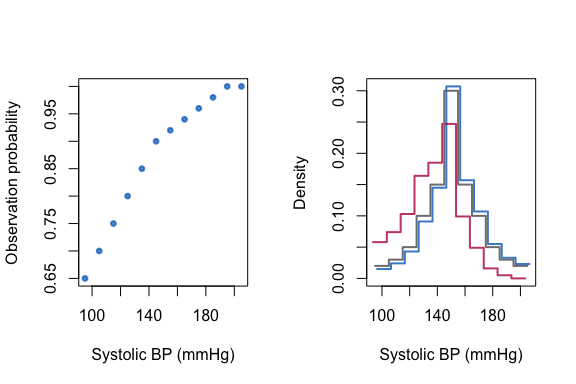 Observation probability
0.65 0.75 0.85 0.95
100 140 180
Systolic BP (mmHg)
Density
0.00 0.10 0.20 0.30
100 140 180
Systolic BP (mmHg)